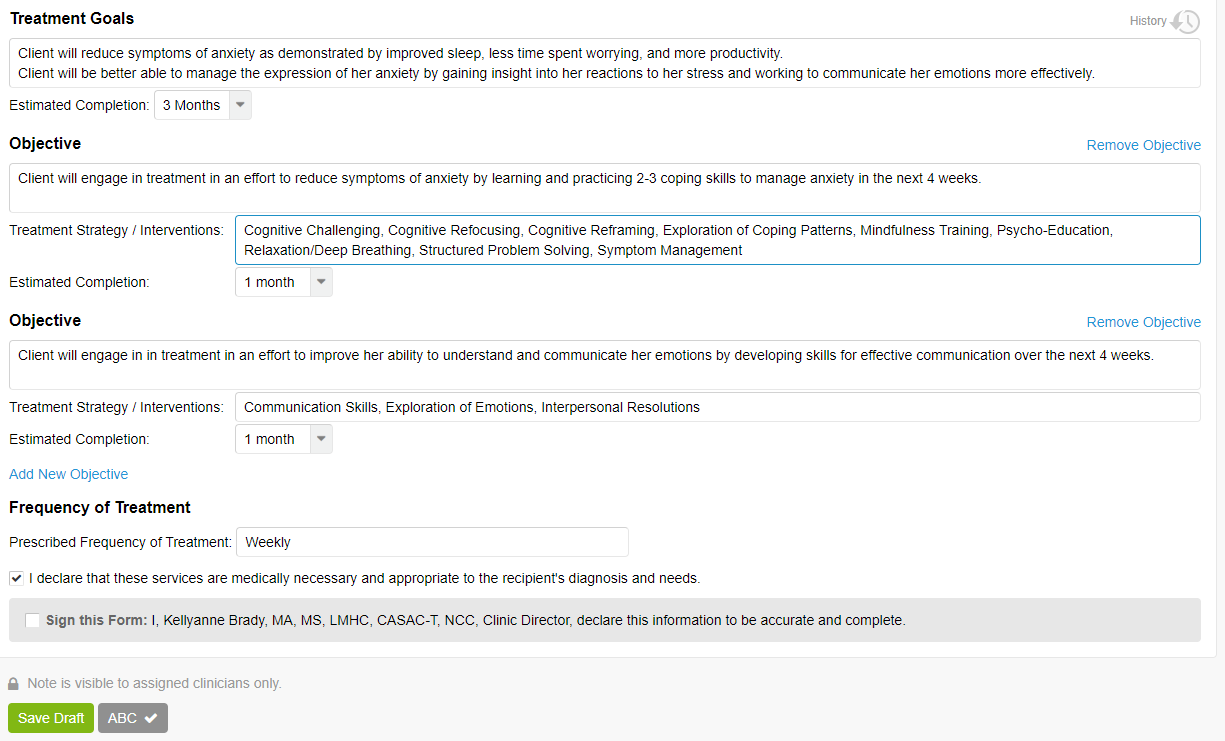 Treatment Goals
History
Client will reduce symptoms of anxiety as demonstrated by improved sleep, less time spent worrying, and more productivity.
Client will be better able to manage the expression of her anxiety by gaining insight into her reactions to her stress and working to communicate her emotions more effectively.
Estimated Completion: 3 Months
Objective
Remove Objective
Client will engage in treatment in an effort to reduce symptoms of anxiety by learning and practicing 2-3 coping skills to manage anxiety in the next 4 weeks.
Treatment Strategy / Interventions: Cognitive Challenging, Cognitive Refocusing, Cognitive Reframing, Exploration of Coping Patterns, Mindfulness Training, Psycho-Education,
Relaxation/Deep Breathing, Structured Problem Solving, Symptom Management
Estimated Completion: 1 month
Objective
Remove Objective
Client will engage in in treatment in an effort to improve her ability to understand and communicate her emotions by developing skills for effective communication over the next 4 weeks.
Treatment Strategy / Interventions: Communication Skills, Exploration of Emotions, Interpersonal Resolutions
Estimated Completion: 1 month
Add New Objective
Frequency of Treatment
Prescribed Frequency of Treatment: Weekly
I declare that these services are medically necessary and appropriate to the recipient's diagnosis and needs.
Sign this Form: I, Kellyanne Brady, MA, MS, LMHC, CASAC-T, NCC, Clinic Director, declare this information to be accurate and complete.
Note is visible to assigned clinicians only.
Save Draft
ABC